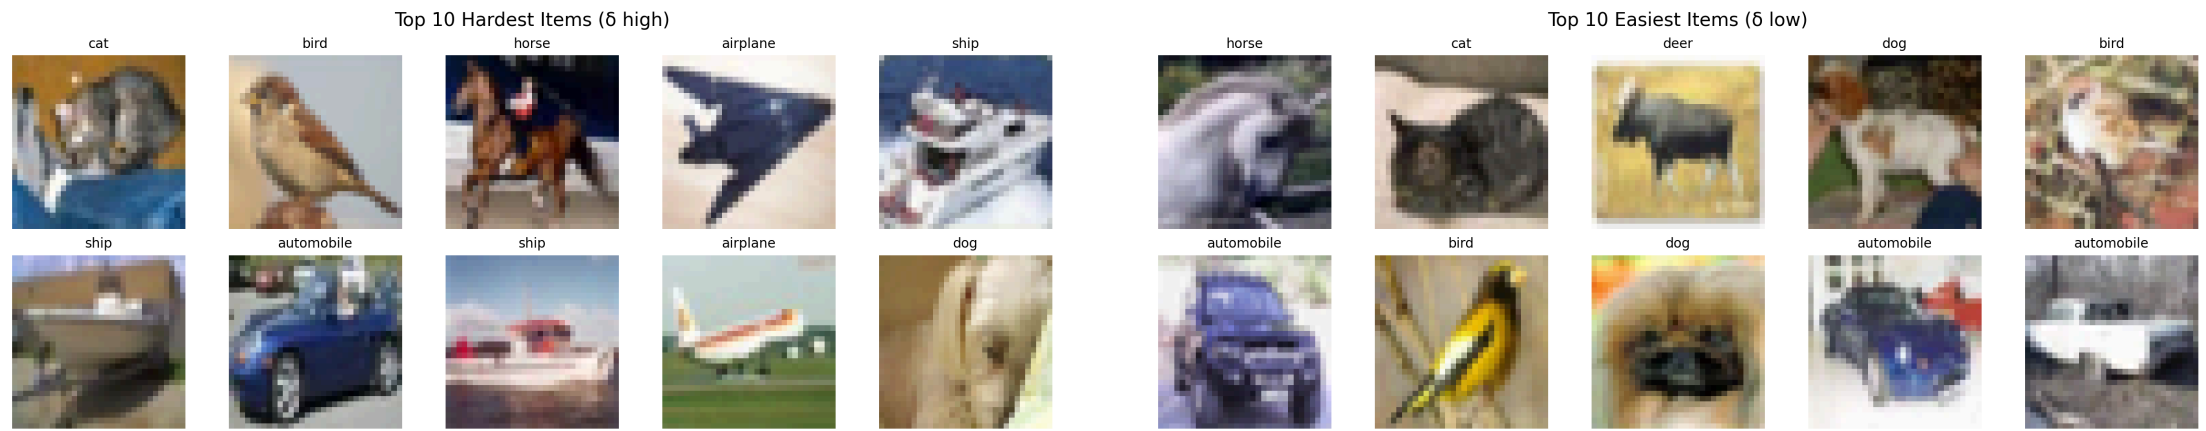 Top 10 Hardest Items (δ high)
cat bird horse airplane ship
ship automobile ship airplane dog
Top 10 Easiest Items (δ low)
horse cat deer dog bird
automobile bird dog automobile automobile